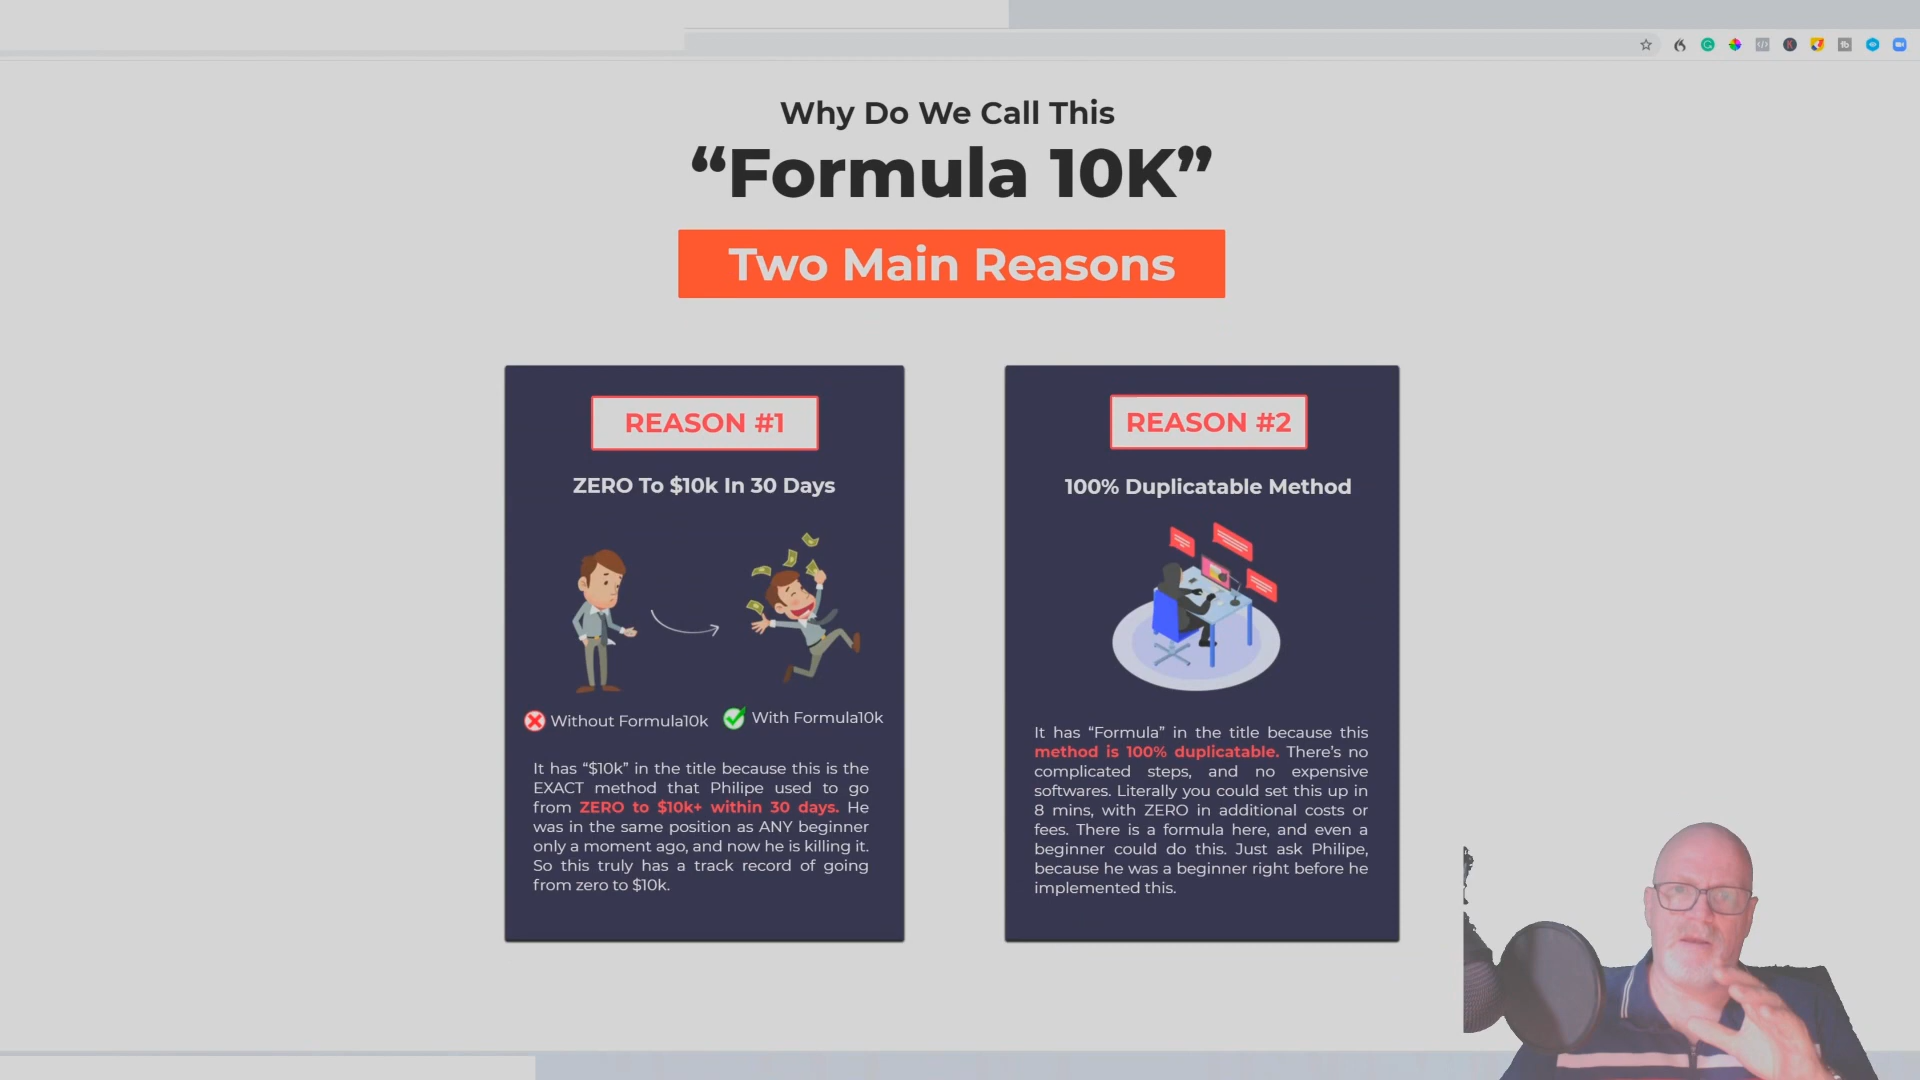 Why Do We Call This
“Formula 10K”
Two Main Reasons
REASON #1
ZERO To $10k In 30 Days
Without Formula10k
With Formula10k
It has “$10k” in the title because this is the
EXACT method that Philipe used to go
from ZERO to $10k+ within 30 days. He
was in the same position as ANY beginner
only a moment ago, and now he is killing it.
So this truly has a track record of going
from zero to $10k.
REASON #2
100% Duplicatable Method
It has “Formula” in the title because this
method is 100% duplicatable. There’s no
complicated steps, and no expensive
softwares. Literally you could set this up in
8 mins, with ZERO in additional costs or
fees. There is a formula here, and even a
beginner could do this. Just ask Philipe,
because he was a beginner right before he
implemented this.